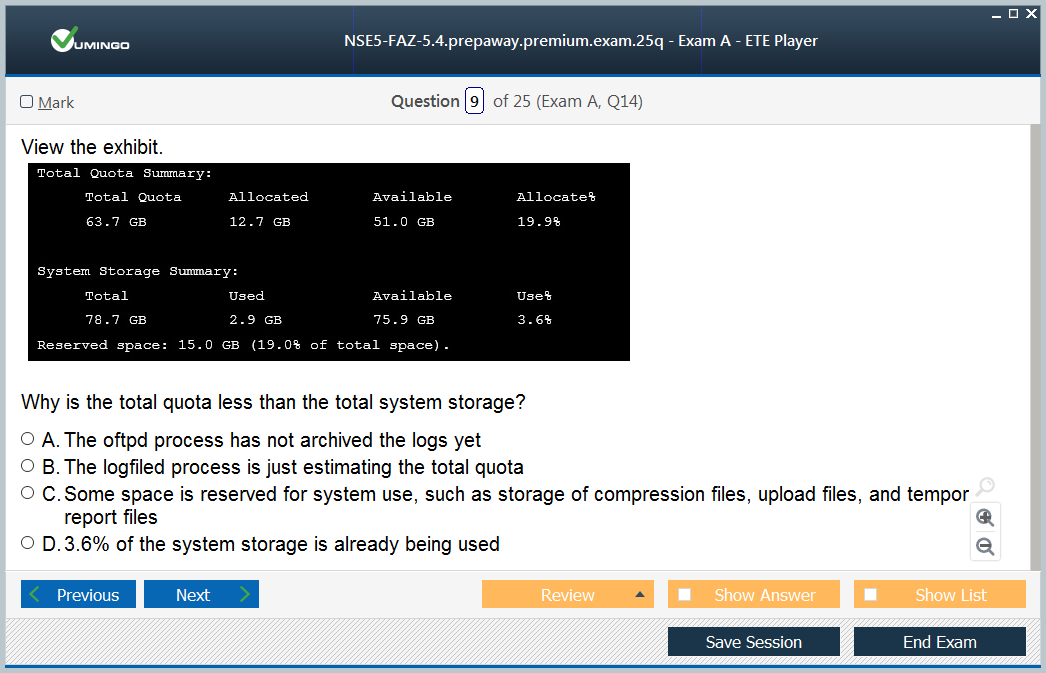 VUMINGO
NSE5-FAZ-5.4.prepaway.premium.exam.25q - Exam A - ETE Player
Mark
Question 9 of 25 (Exam A, Q14)
View the exhibit.
Total Quota Summary:
Total Quota Allocated Available Allocate%
63.7 GB 12.7 GB 51.0 GB 19.9%
System Storage Summary:
Total Used Available Use%
78.7 GB 2.9 GB 75.9 GB 3.6%
Reserved space: 15.0 GB (19.0% of total space).
Why is the total quota less than the total system storage?
A. The oftpd process has not archived the logs yet
B. The logfiled process is just estimating the total quota
C. Some space is reserved for system use, such as storage of compression files, upload files, and tempor
report files
D. 3.6% of the system storage is already being used
Previous Next Review Show Answer Show List
Save Session End Exam